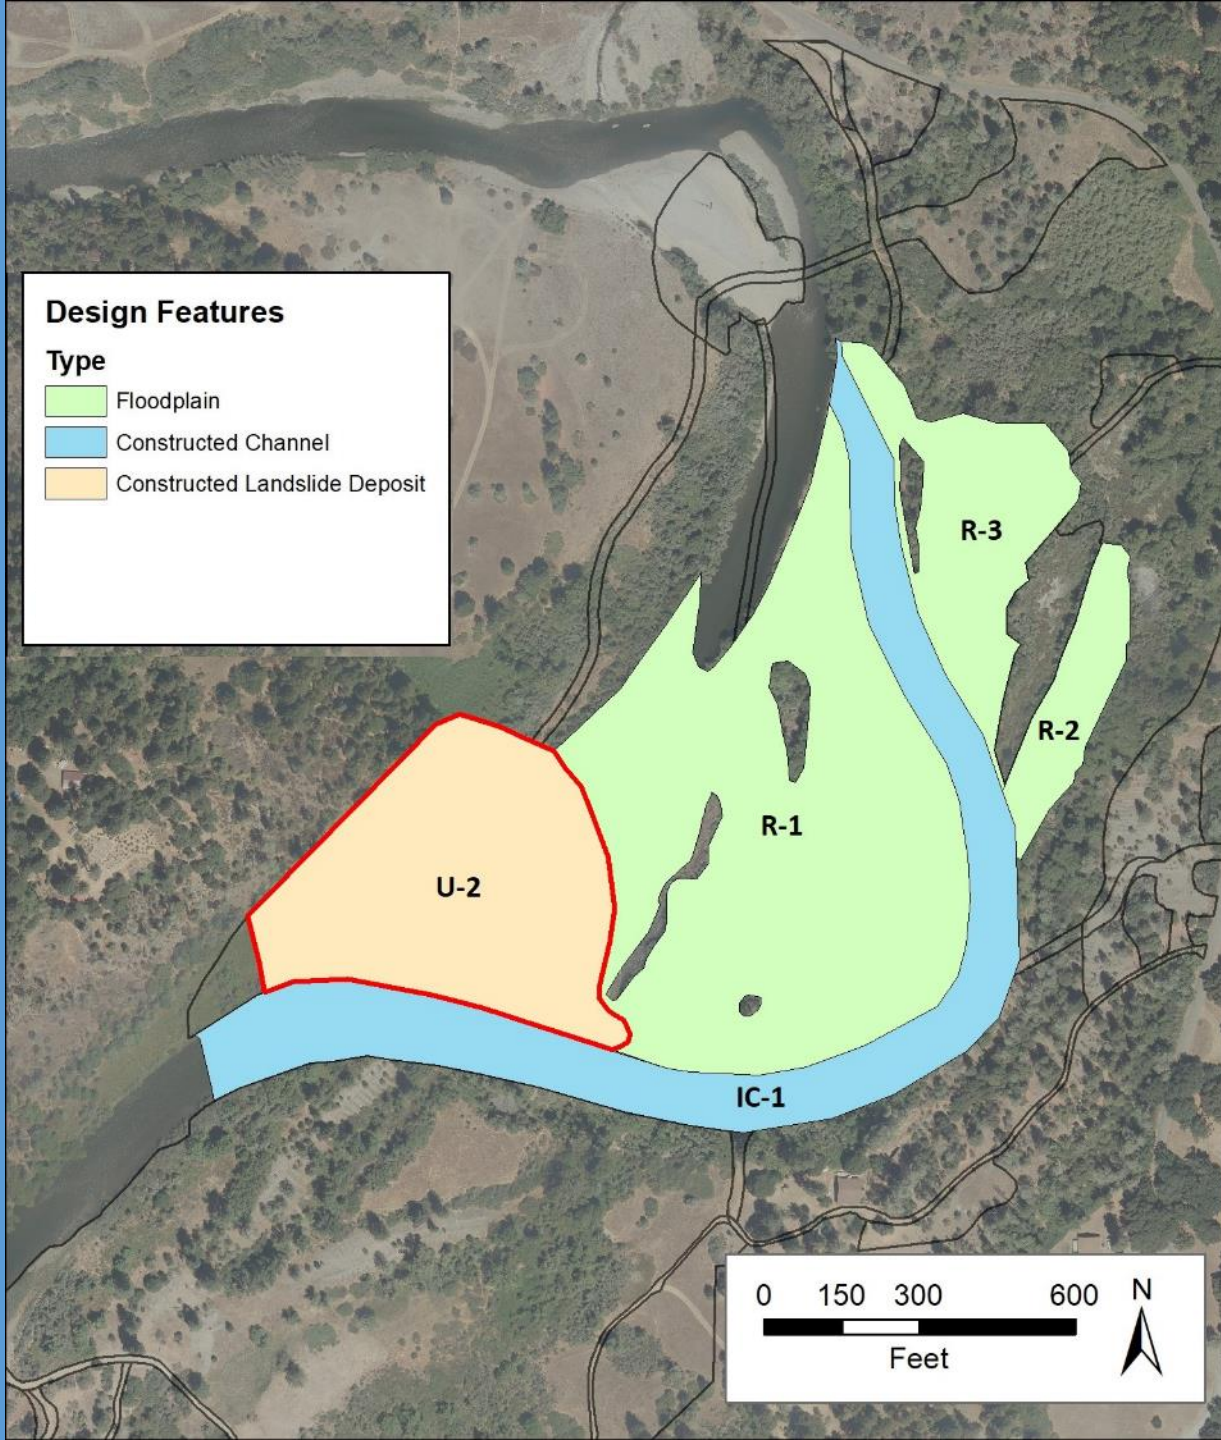 Design Features
Type
Floodplain
Constructed Channel
Constructed Landslide Deposit
R-3
R-2
R-1
U-2
IC-1
0 150 300 600 N
Feet